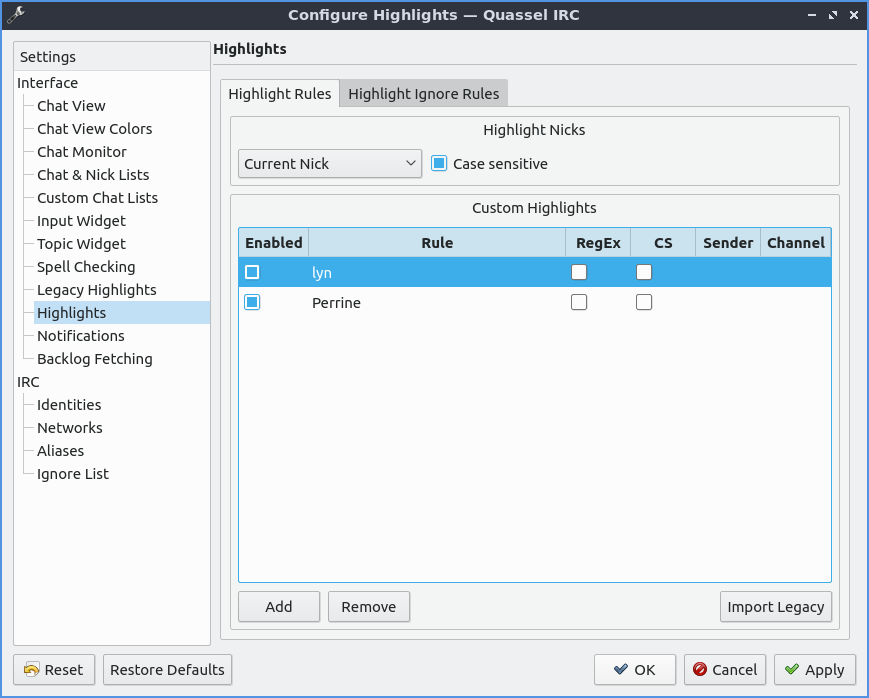 Configure Highlights — Quassel IRC
Settings
Interface
Chat View
Chat View Colors
Chat Monitor
Chat & Nick Lists
Custom Chat Lists
Input Widget
Topic Widget
Spell Checking
Legacy Highlights
Highlights
Notifications
Backlog Fetching
IRC
Identities
Networks
Aliases
Ignore List
Highlights
Highlight Rules Highlight Ignore Rules
Highlight Nicks
Current Nick Case sensitive
Custom Highlights
Enabled Rule RegEx CS Sender Channel
lyn
Perrine
Add Remove Import Legacy
Reset Restore Defaults OK Cancel Apply